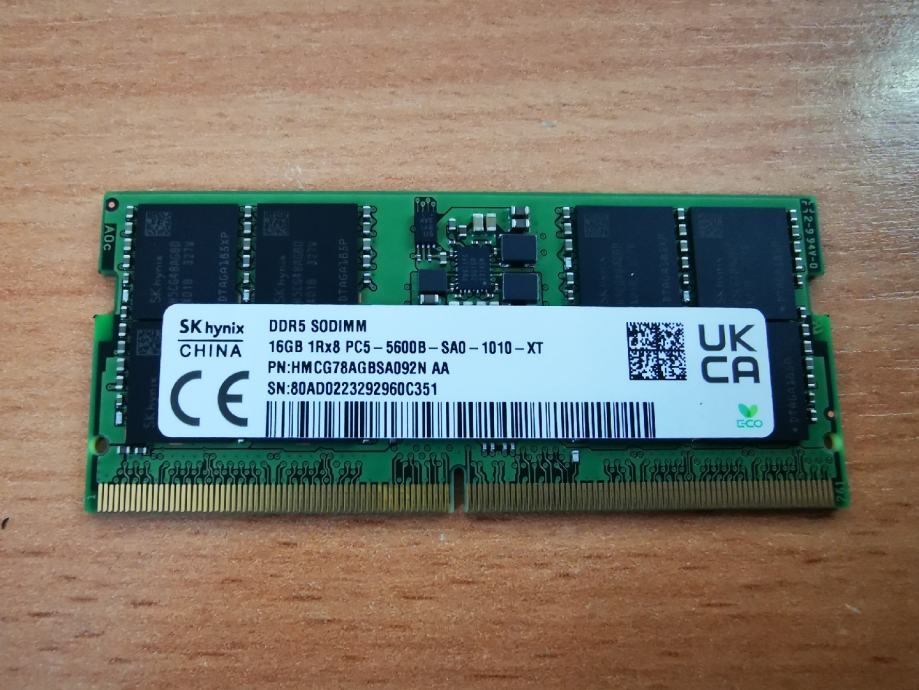 A0c
SK hynix
CHINA
DDR5 SODIMM
16GB 1Rx8 PC5-5600B-SA0-1010-XT
PN:HMCG78AGBSA092N AA
SN:80AD0223292960C351
CE
UK
CA
ECO